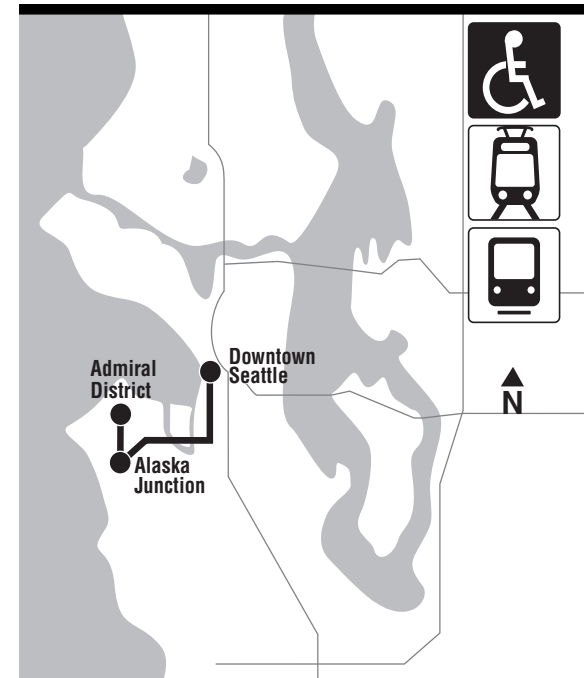 Downtown
Seattle
Admiral
District
Alaska
Junction
N